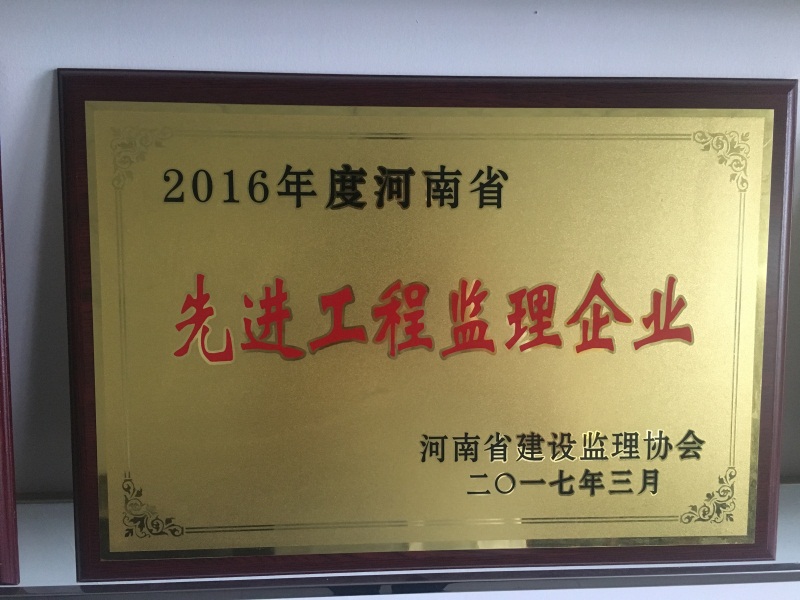 2016年度河南省
先进工程监理企业
河南省建设监理协会
二〇一七年三月